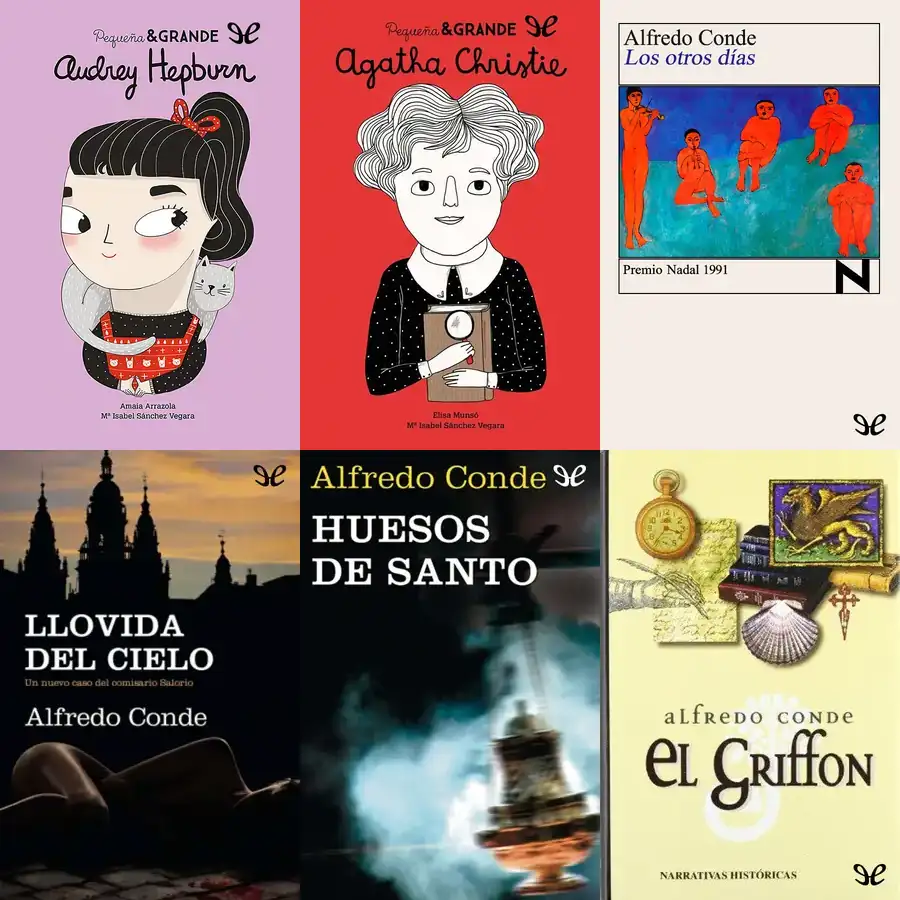 Pequeña &GRANDE
Audrey Hepburn
Amaia Arrazola
Mª Isabel Sánchez Vegara
Pequeña &GRANDE
Agatha Christie
Elisa Munsó
Mª Isabel Sánchez Vegara
Alfredo Conde
Los otros días
Premio Nadal 1991
N
LLOVIDA
DEL CIELO
Un nuevo caso del comisario Salorio
Alfredo Conde
Alfredo Conde
HUESOS
DE SANTO
ALFREDO CONDE
EL GRIFFON
NARRATIVAS HISTÓRICAS